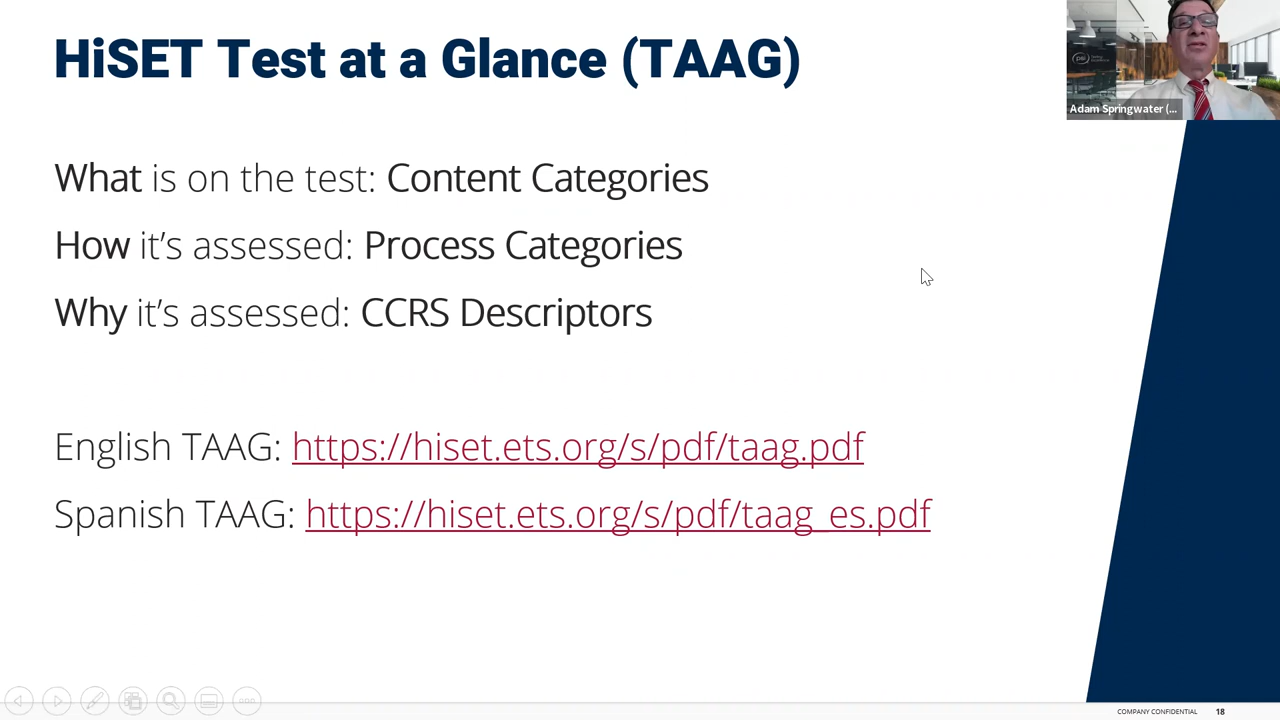 HiSET Test at a Glance (TAAG)
Adam Springwater (...
psi
What is on the test: Content Categories
How it's assessed: Process Categories
Why it's assessed: CCRS Descriptors
English TAAG: https://hiset.ets.org/s/pdf/taag.pdf
Spanish TAAG: https://hiset.ets.org/s/pdf/taag_es.pdf
COMPANY CONFIDENTIAL 18